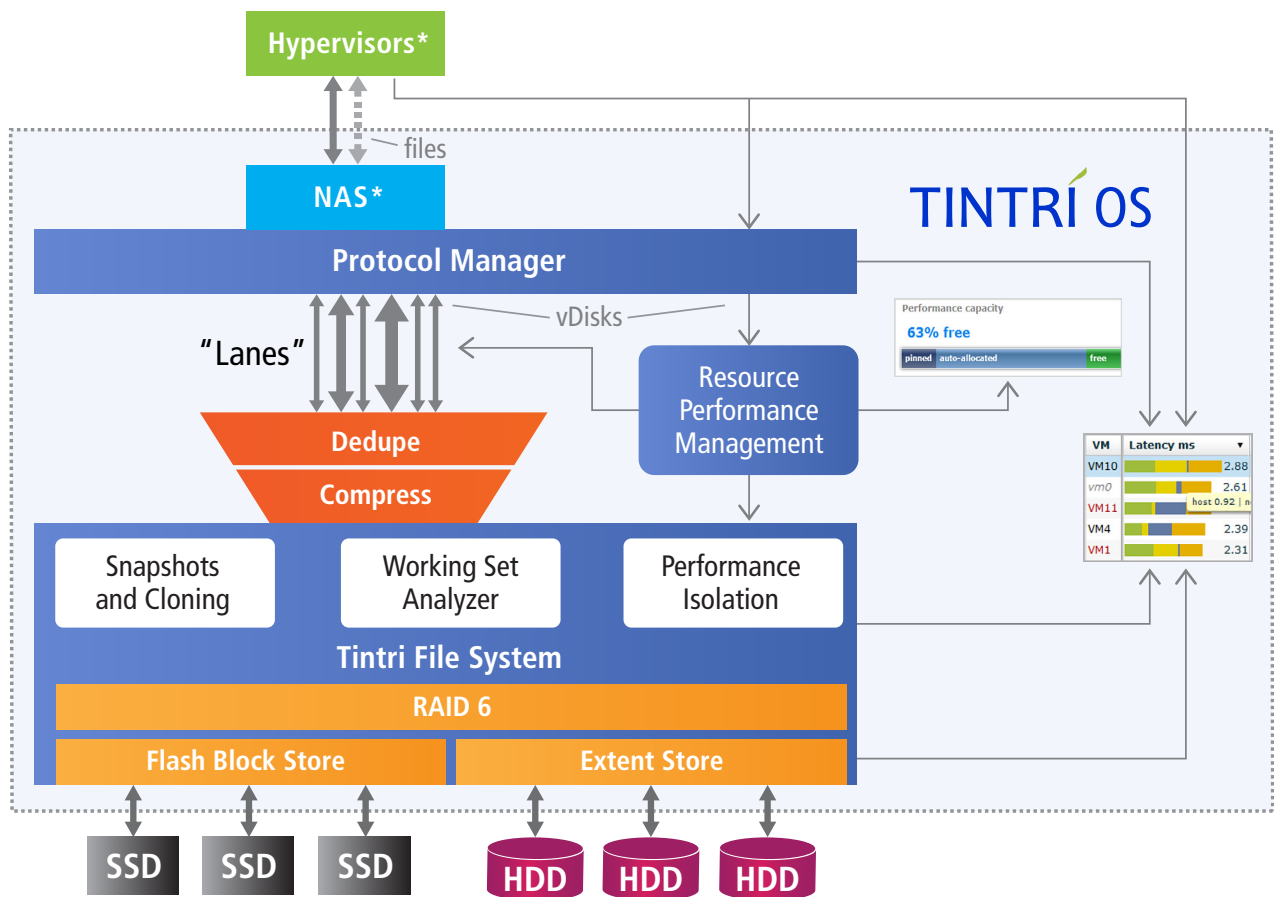 Hypervisors*
files
NAS*
TINTRÍ OS
Protocol Manager
vDisks
"Lanes"
Performance capacity
63% free
pinned auto-allocated free
Resource
Performance
Management
Dedupe
Compress
VM Latency ms
VM10 2.88
vm0 2.61
host 0.92 |
VM11
VM4 2.39
VM1 2.31
Snapshots
and Cloning
Working Set
Analyzer
Performance
Isolation
Tintri File System
RAID 6
Flash Block Store
Extent Store
SSD
SSD
SSD
HDD
HDD
HDD